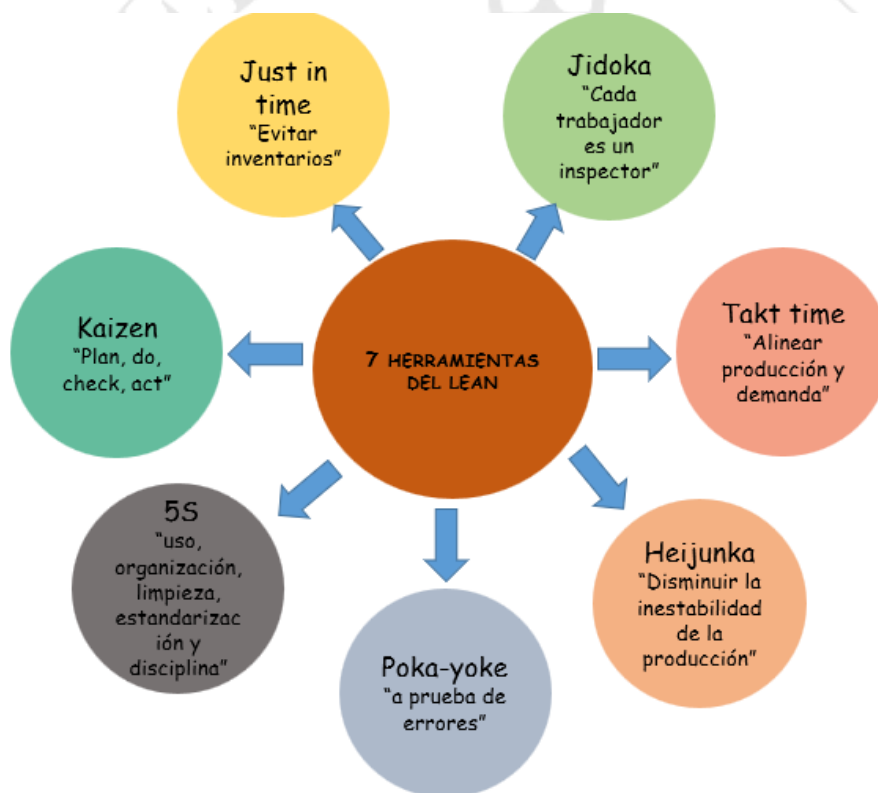 Just in
time
“Evitar
inventarios”
Jidoka
“Cada
trabajador
es un
inspector”
Kaizen
“Plan, do,
check, act”
7 HERRAMIENTAS
DEL LEAN
Takt time
“Alinear
producción y
demanda”
5S
“uso,
organización,
limpieza,
estandarizac
ión y
disciplina”
Poka-yoke
“a prueba de
errores”
Heijunka
“Disminuir la
inestabilidad
de la
producción”